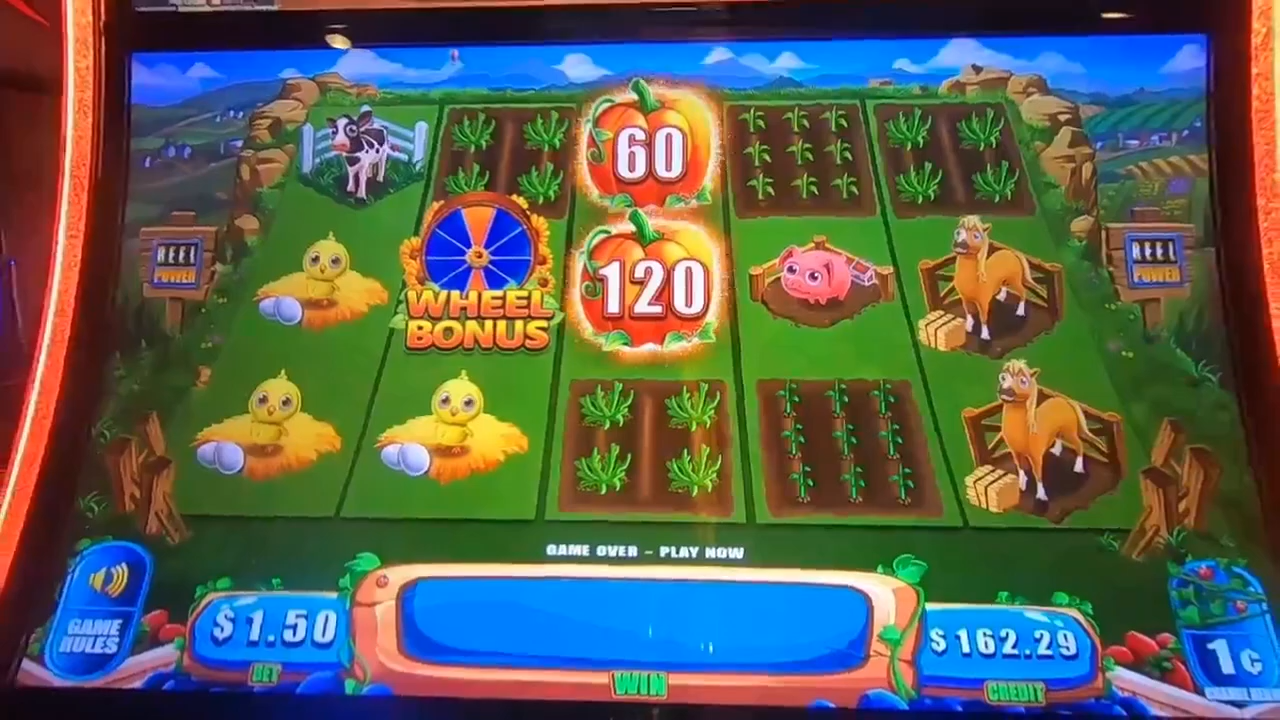 60
REEL
POWER
WHEEL
BONUS
120
REEL
POWER
GAME OVER - PLAY NOW
GAME
RULES
$1.50
BET
WIN
$162.29
CREDIT
1¢